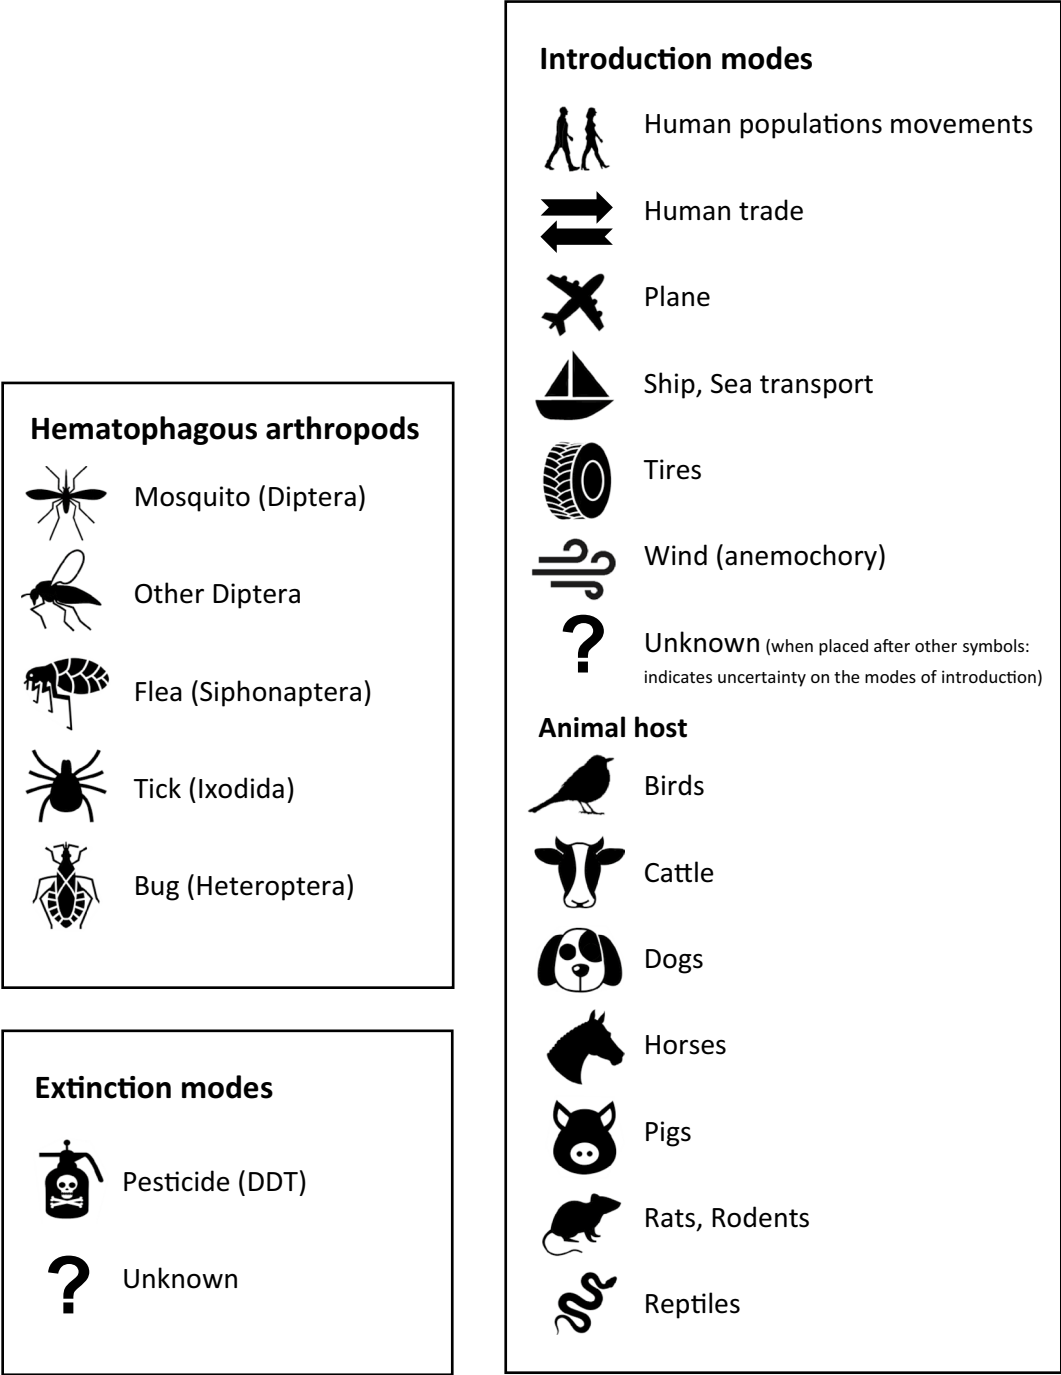 Hematophagous arthropods
Mosquito (Diptera)
Other Diptera
Flea (Siphonaptera)
Tick (Ixodida)
Bug (Heteroptera)
Extinction modes
Pesticide (DDT)
?
Unknown
Introduction modes
Human populations movements
Human trade
Plane
Ship, Sea transport
Tires
Wind (anemochory)
?
Unknown (when placed after other symbols:
indicates uncertainty on the modes of introduction)
Animal host
Birds
Cattle
Dogs
Horses
Pigs
Rats, Rodents
Reptiles